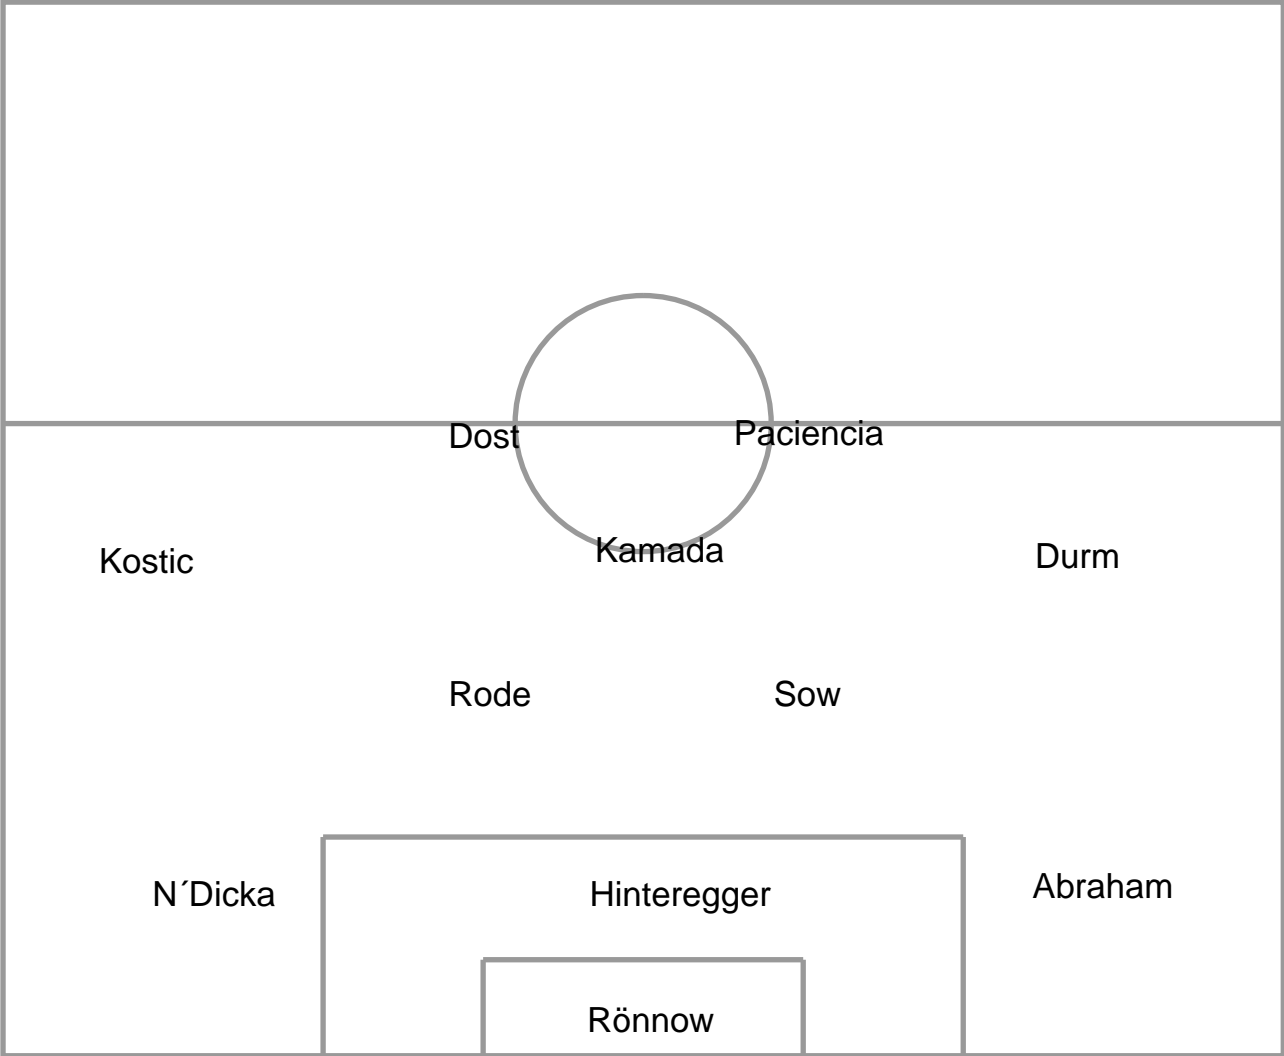 Dost
Paciencia
Kostic
Kamada
Durm
Rode
Sow
N´Dicka
Hinteregger
Abraham
Rönnow